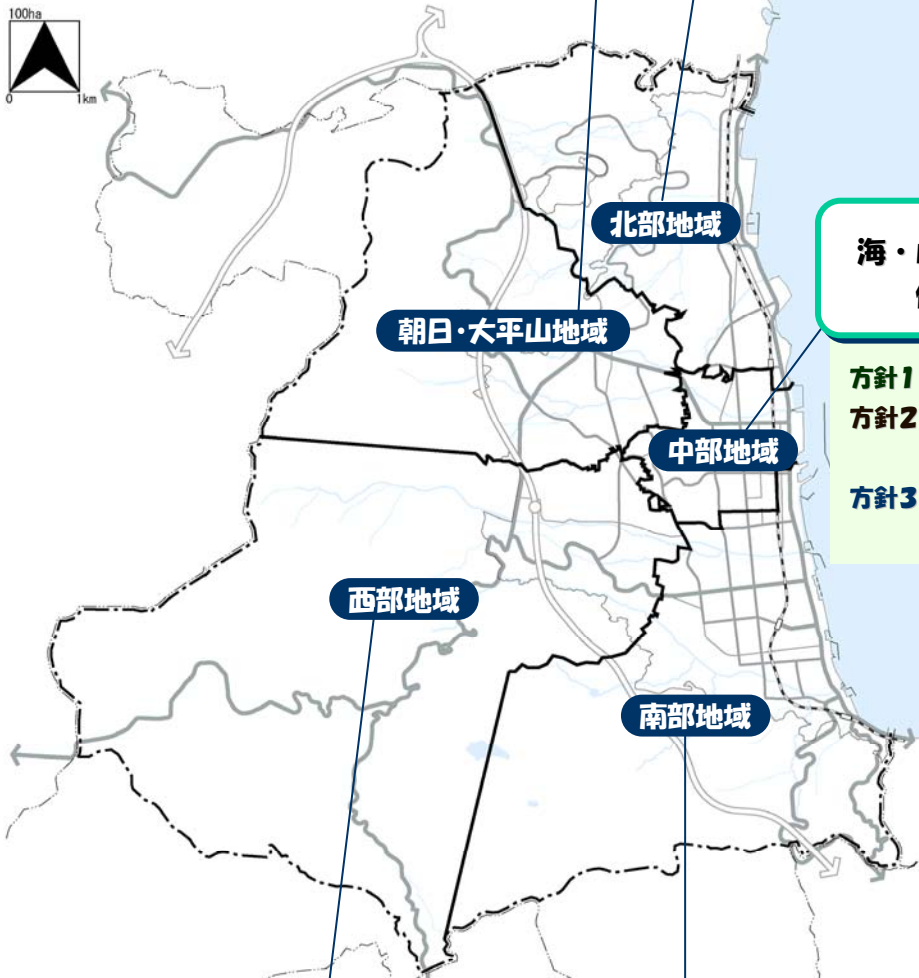 100ha
0 1km
北部地域
海・
朝日・大平山地域
方針1
方針2
中部地域
方針3
西部地域
南部地域